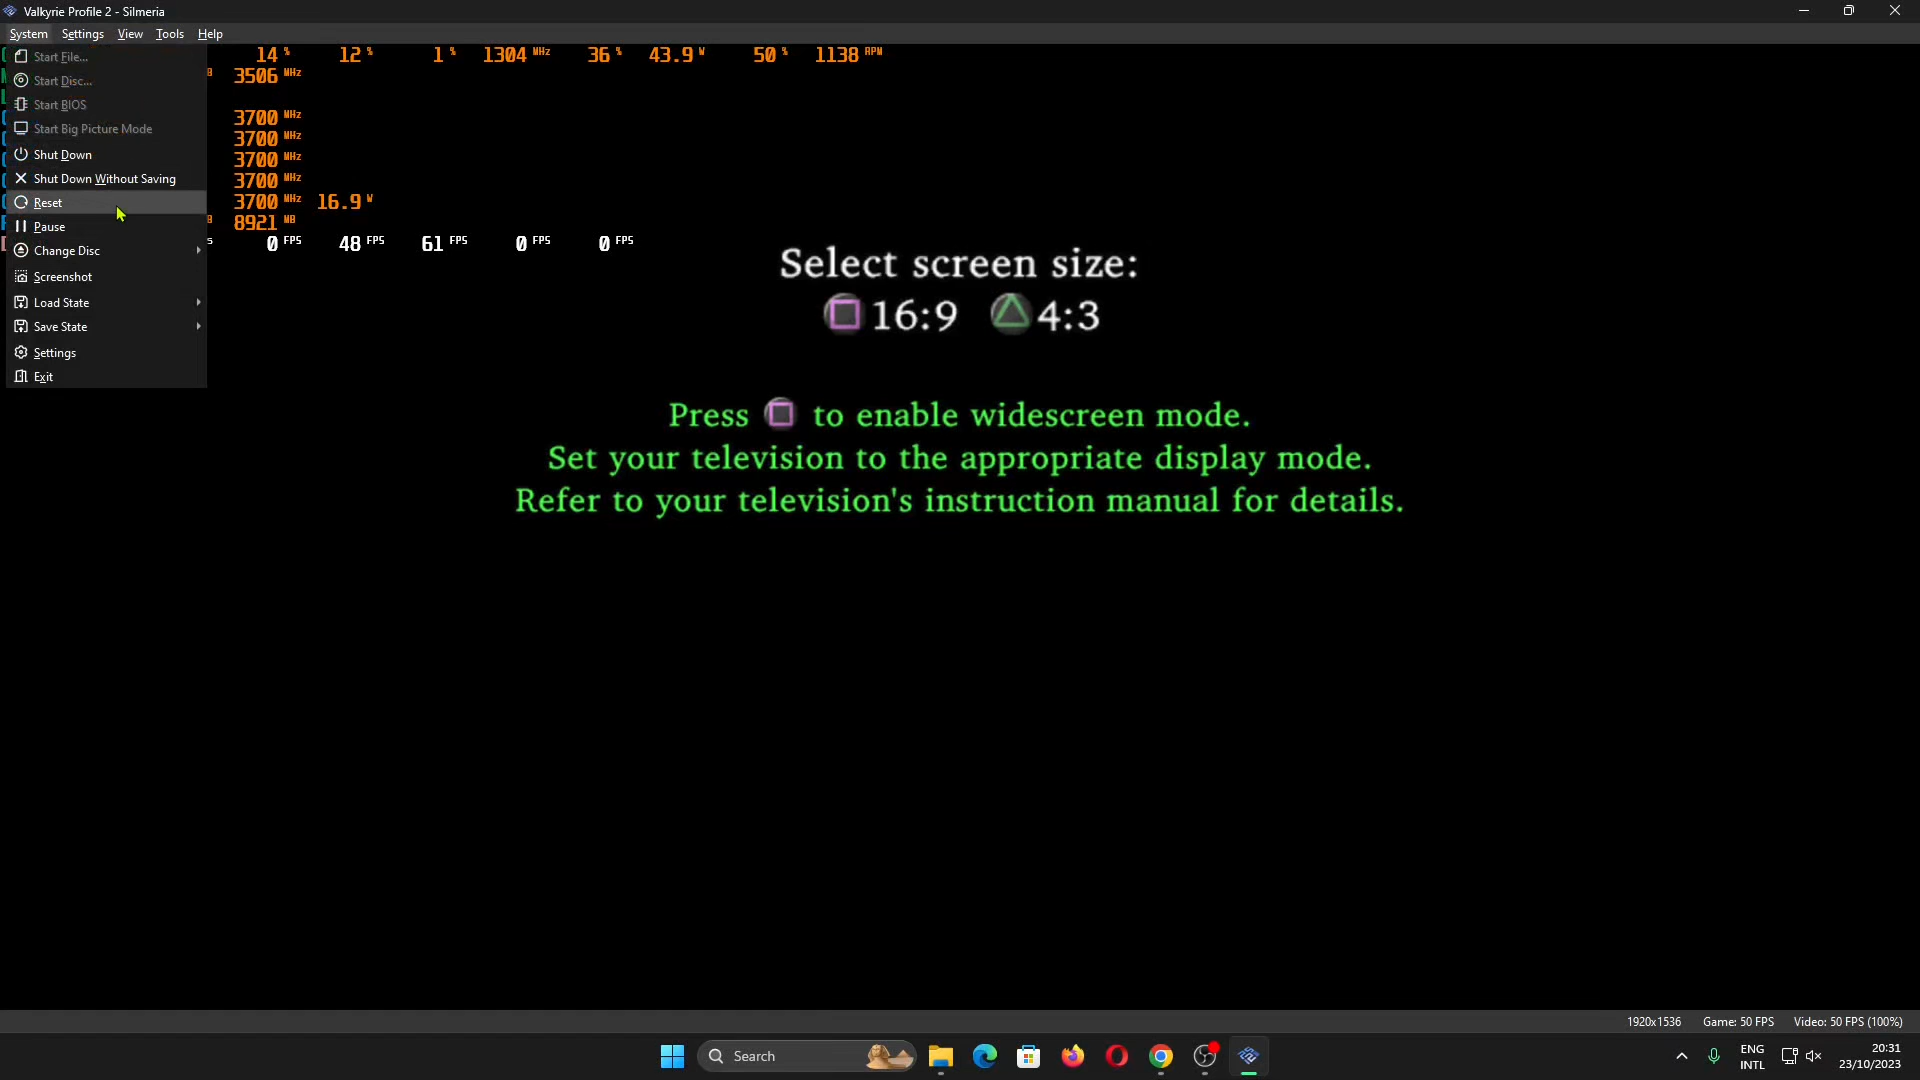 Valkyrie Profile 2 - Silmeria
System Settings View Tools Help
Start File...
Start Disc...
Start BIOS
Start Big Picture Mode
Shut Down
Shut Down Without Saving
Reset
Pause
Change Disc
Screenshot
Load State
Save State
Settings
Exit
14 % 12 % 1 % 1304 MHz 36 % 43.9 W 50 % 1138 RPM
3506 MHz
3700 MHz
3700 MHz
3700 MHz
3700 MHz
3700 MHz 16.9 W
8921 MB
0 FPS 48 FPS 61 FPS 0 FPS 0 FPS
Select screen size:
16:9 4:3
Press to enable widescreen mode.
Set your television to the appropriate display mode.
Refer to your television's instruction manual for details.
1920x1536 Game: 50 FPS Video: 50 FPS (100%)
Search
ENG
INTL
20:31
23/10/2023